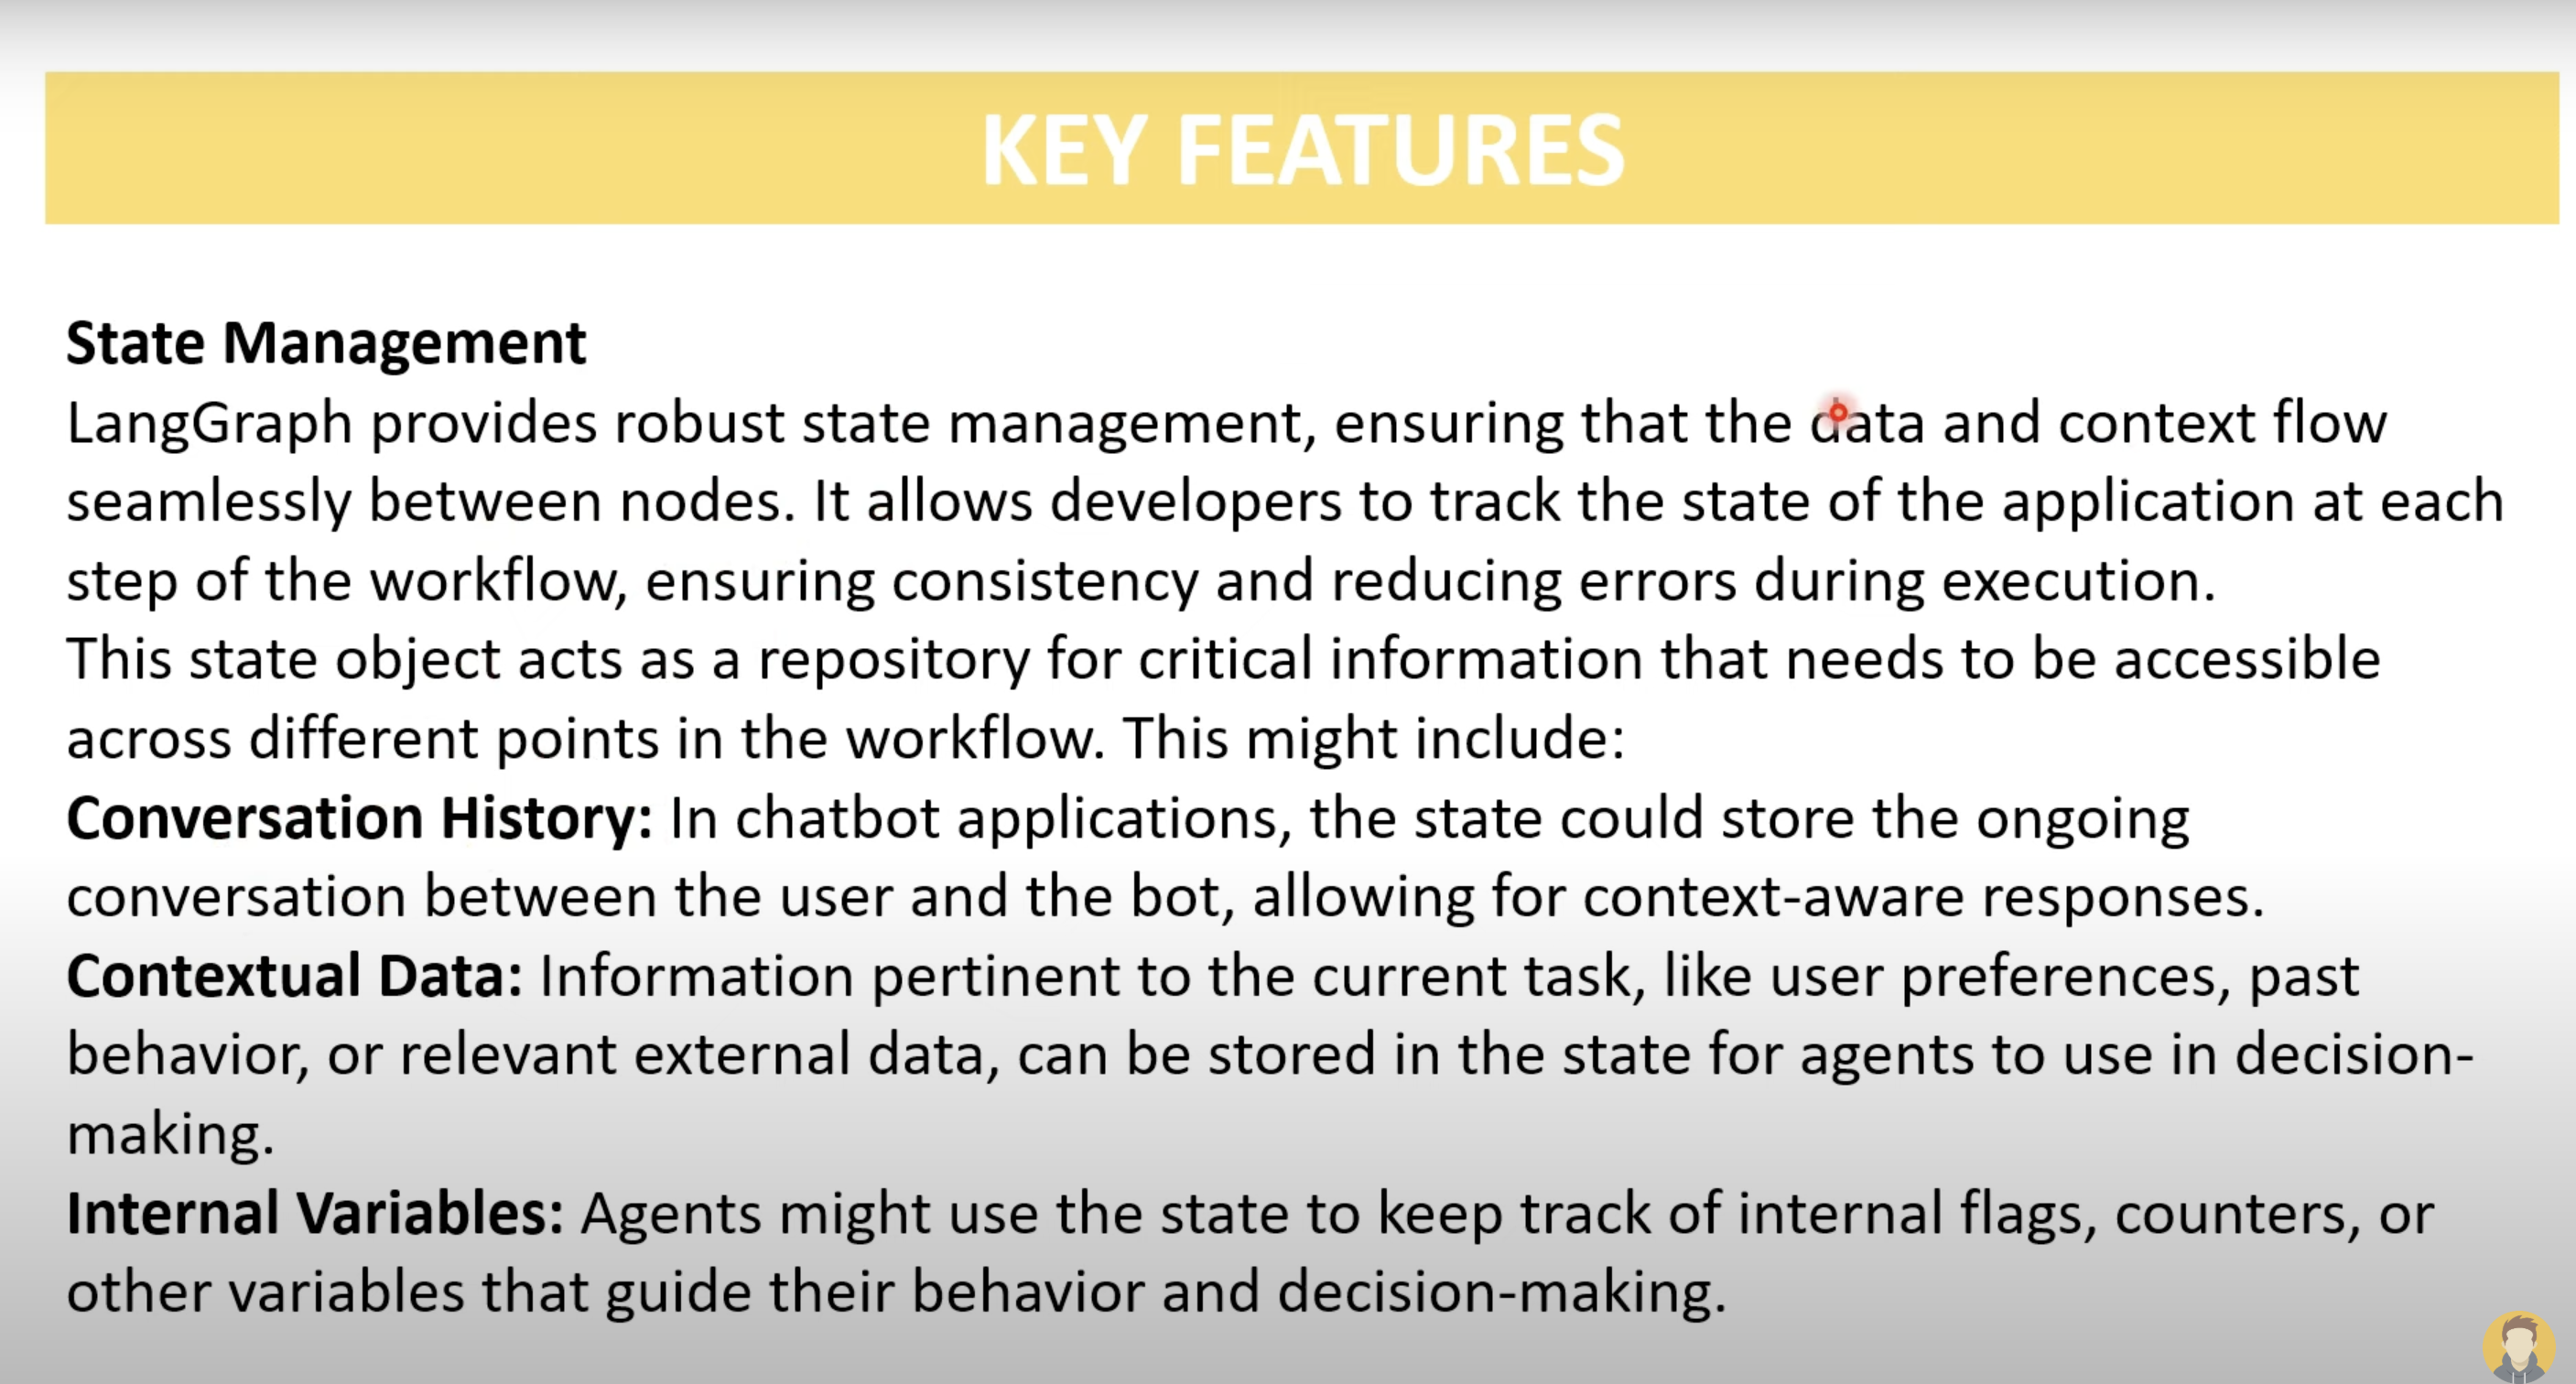 KEY FEATURES
State Management
LangGraph provides robust state management, ensuring that the data and context flow
seamlessly between nodes. It allows developers to track the state of the application at each
step of the workflow, ensuring consistency and reducing errors during execution.
This state object acts as a repository for critical information that needs to be accessible
across different points in the workflow. This might include:
Conversation History: In chatbot applications, the state could store the ongoing
conversation between the user and the bot, allowing for context-aware responses.
Contextual Data: Information pertinent to the current task, like user preferences, past
behavior, or relevant external data, can be stored in the state for agents to use in decision-
making.
Internal Variables: Agents might use the state to keep track of internal flags, counters, or
other variables that guide their behavior and decision-making.